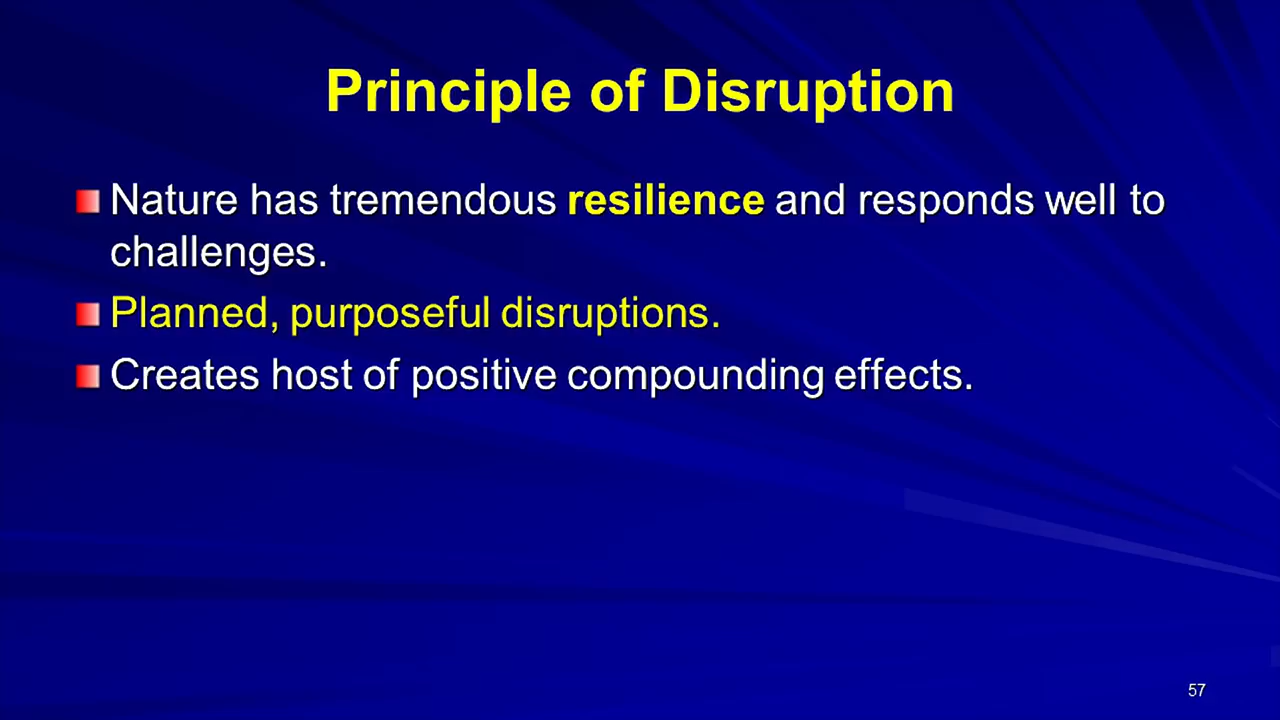 Principle of Disruption
Nature has tremendous resilience and responds well to
challenges.
Planned, purposeful disruptions.
Creates host of positive compounding effects.
57